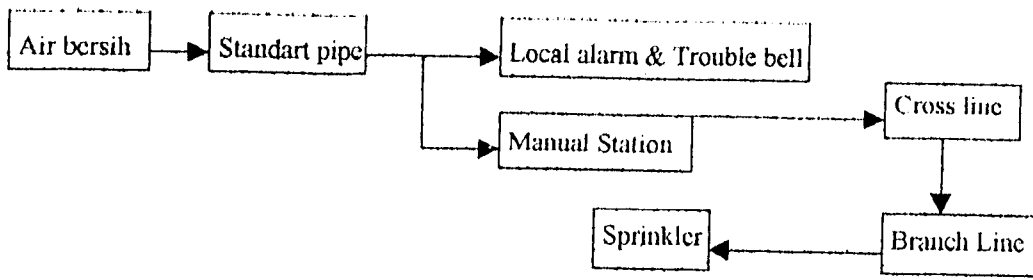 Air bersih
Standart pipe
Local alarm & Trouble bell
Manual Station
Cross line
Branch Line
Sprinkler